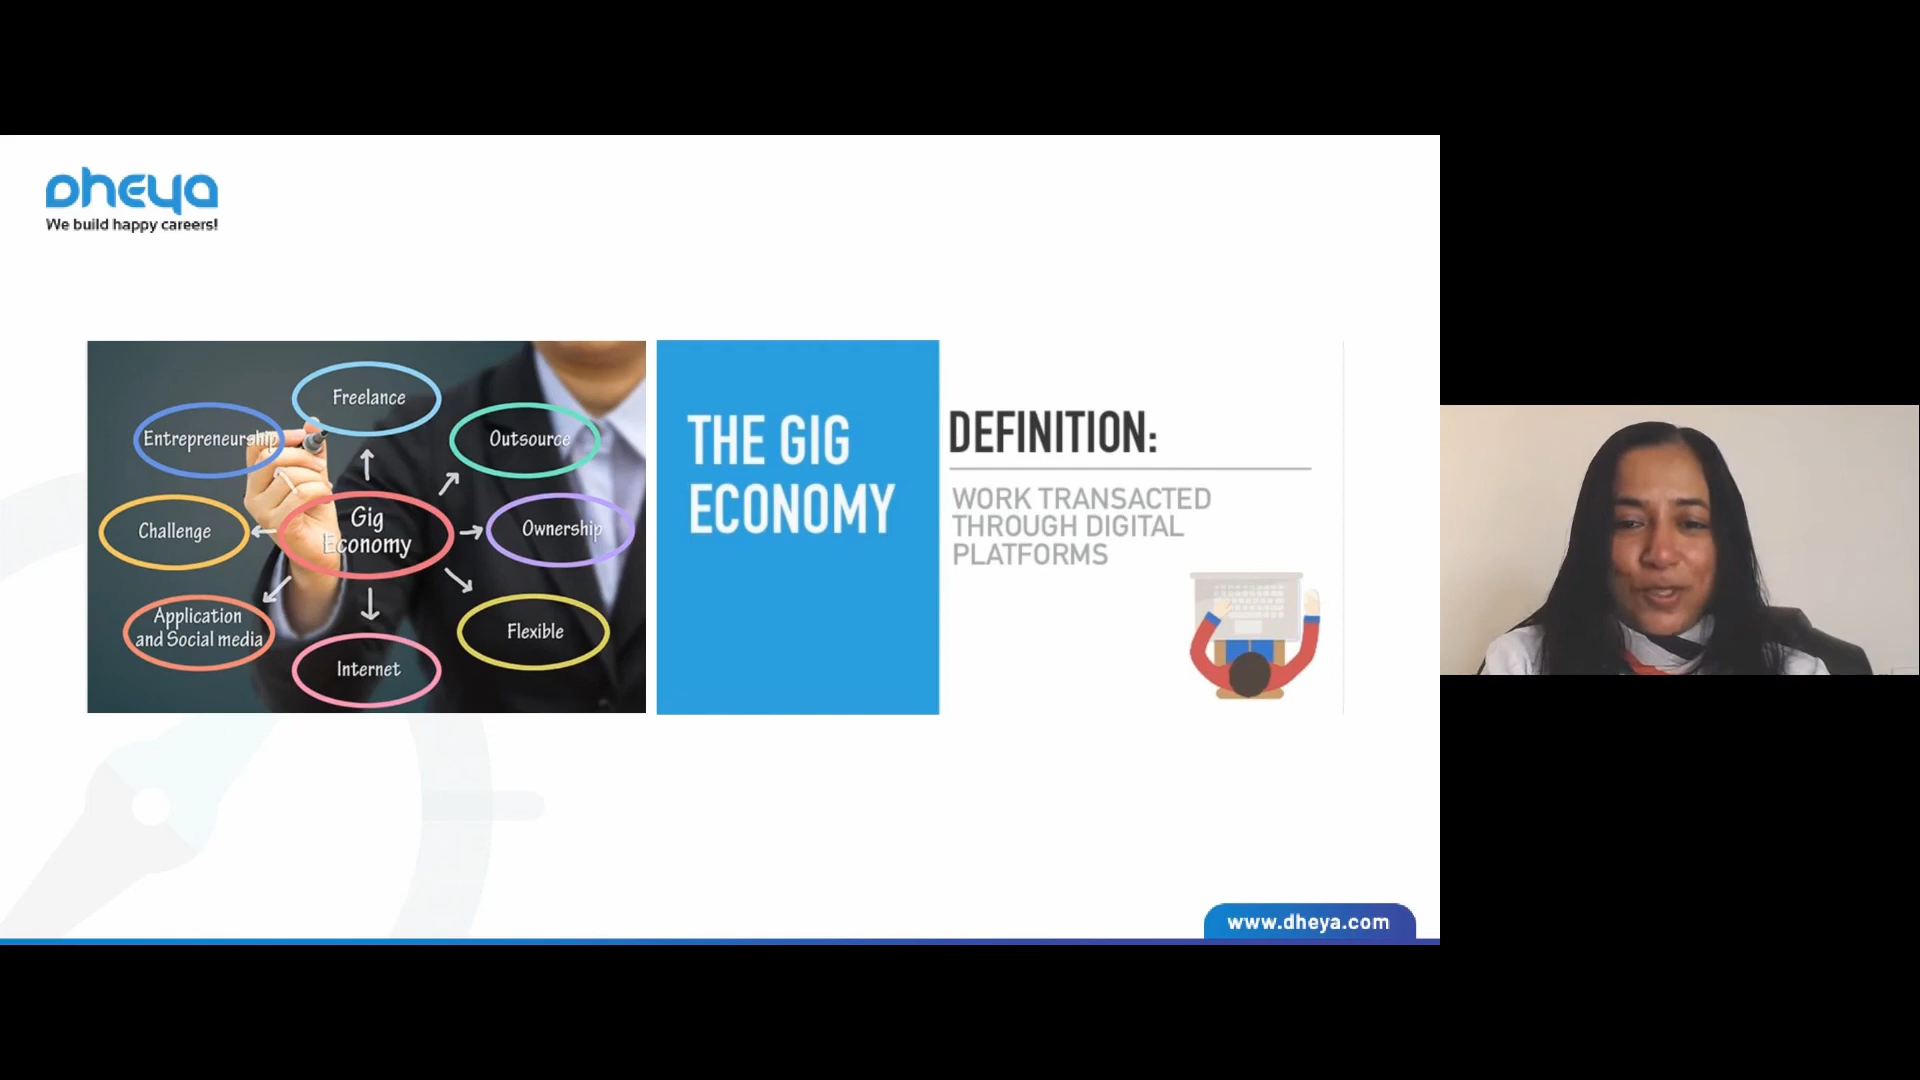 Dheya
We build happy careers!
Freelance
Entrepreneurship
Outsource
Challenge
Gig
Economy
Ownership
Application
and Social media
Flexible
Internet
THE GIG
ECONOMY
DEFINITION:
WORK TRANSACTED
THROUGH DIGITAL
PLATFORMS
www.dheya.com